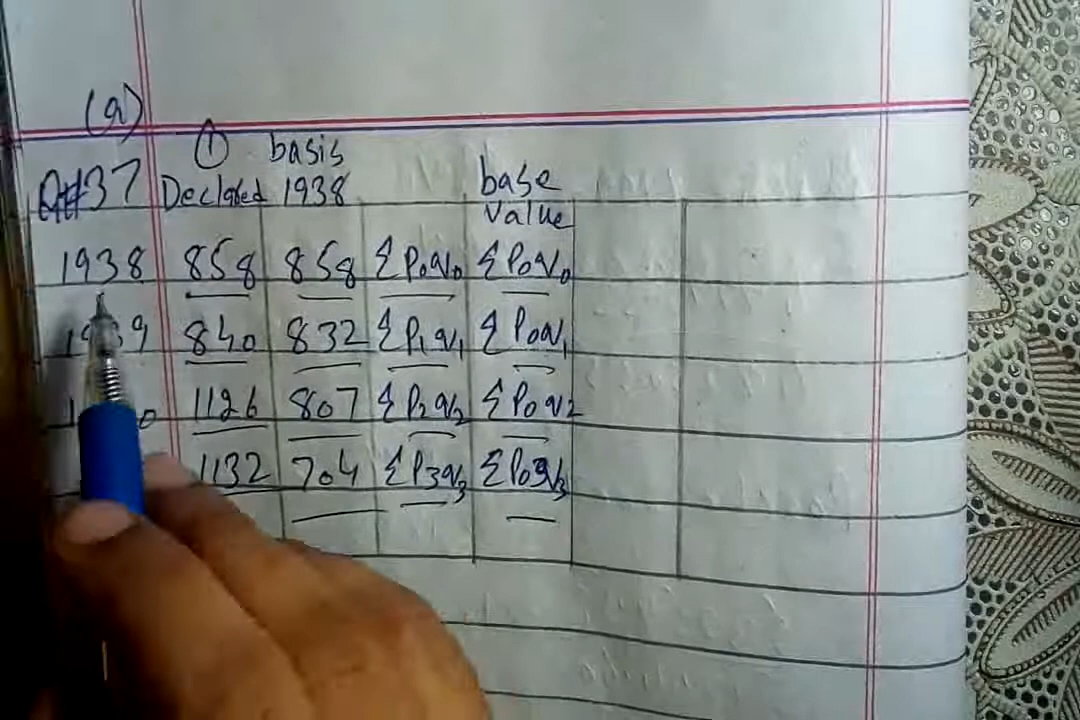 (a)
① basis
Q#37 Declared 1938 base value
1938 858 858 ΣP₀q₀ ΣP₀q₀
840 832 ΣP₁q₁ ΣP₀q₁
1126 807 ΣP₂q₂ ΣP₀q₂
1132 704 ΣP₃q₃ ΣP₀q₃